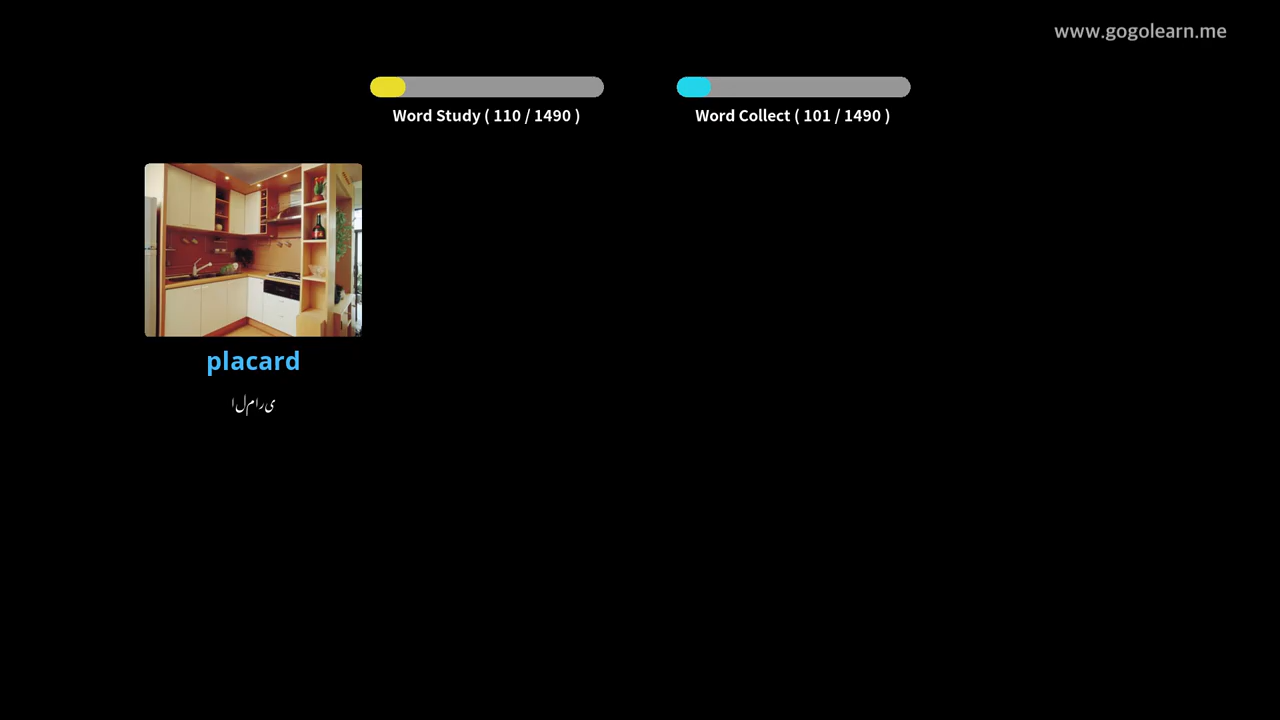 www.gogolearn.me
Word Study ( 110 / 1490 )
Word Collect ( 101 / 1490 )
placard
الماری